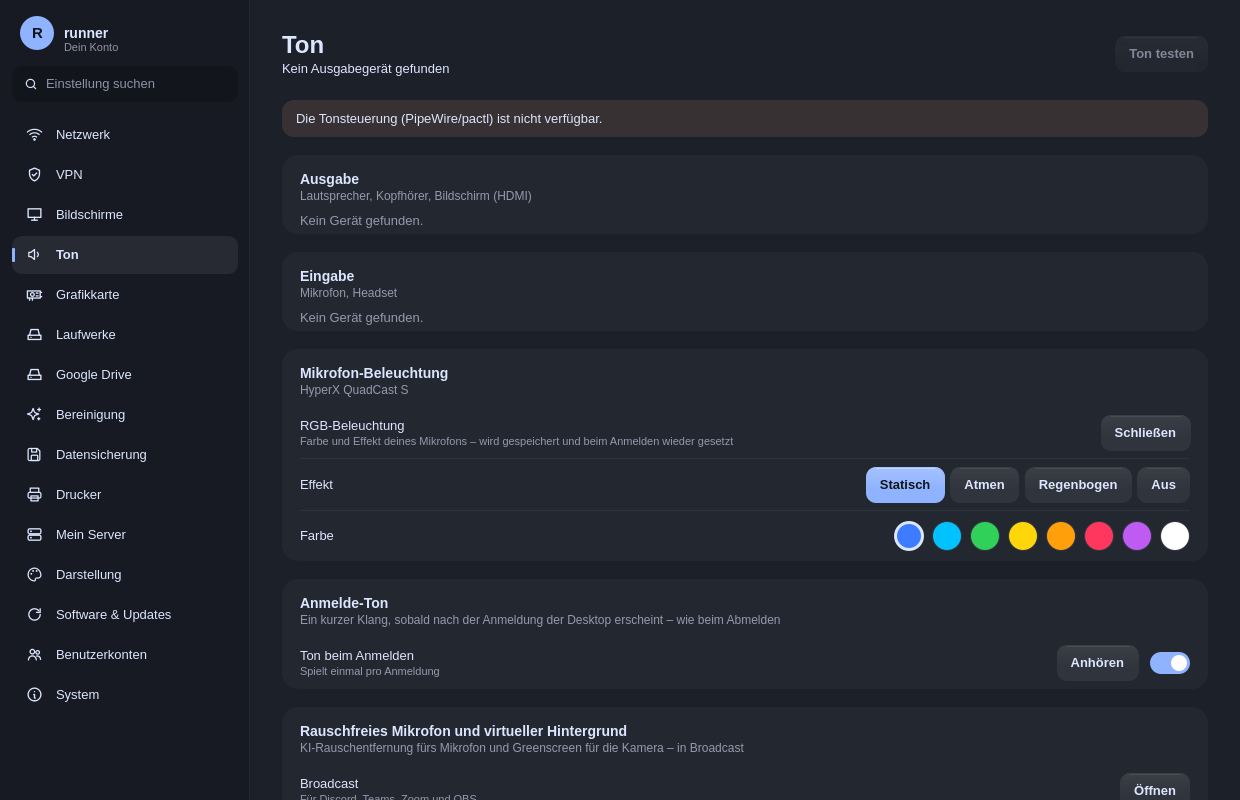 R
runner
Dein Konto
Einstellung suchen
Netzwerk
VPN
Bildschirme
Ton
Grafikkarte
Laufwerke
Google Drive
Bereinigung
Datensicherung
Drucker
Mein Server
Darstellung
Software & Updates
Benutzerkonten
System
Ton
Kein Ausgabegerät gefunden
Ton testen
Die Tonsteuerung (PipeWire/pactl) ist nicht verfügbar.
Ausgabe
Lautsprecher, Kopfhörer, Bildschirm (HDMI)
Kein Gerät gefunden.
Eingabe
Mikrofon, Headset
Kein Gerät gefunden.
Mikrofon-Beleuchtung
HyperX QuadCast S
RGB-Beleuchtung
Farbe und Effekt deines Mikrofons – wird gespeichert und beim Anmelden wieder gesetzt
Schließen
Effekt
Statisch Atmen Regenbogen Aus
Farbe
Anmelde-Ton
Ein kurzer Klang, sobald nach der Anmeldung der Desktop erscheint – wie beim Abmelden
Ton beim Anmelden
Spielt einmal pro Anmeldung
Anhören
Rauschfreies Mikrofon und virtueller Hintergrund
KI-Rauschentfernung fürs Mikrofon und Greenscreen für die Kamera – in Broadcast
Broadcast
Für Discord, Teams, Zoom und OBS
Öffnen